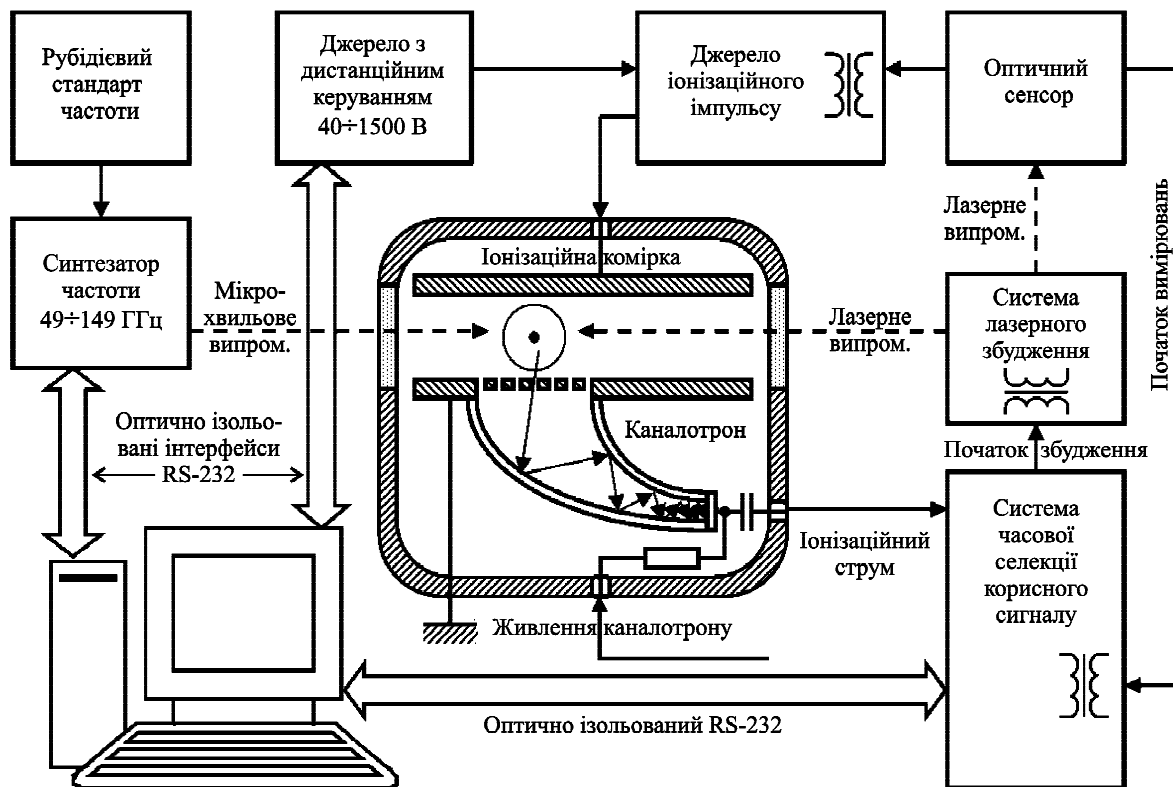 Рубідієвий
стандарт
частоти
Джерело з
дистанційним
керуванням
40÷1500 В
Джерело
іонізаційного
імпульсу
Оптичний
сенсор
Синтезатор
частоти
49÷149 ГГц
Мікро-
хвильове
випром.
Іонізаційна комірка
Лазерне
випром.
Лазерне
випром.
Система
лазерного
збудження
Початок вимірювань
Оптично ізольо-
вані інтерфейси
RS-232
Каналотрон
Початок збудження
Іонізаційний
струм
Система
часової
селекції
корисного
сигналу
Живлення каналотрону
Оптично ізольований RS-232